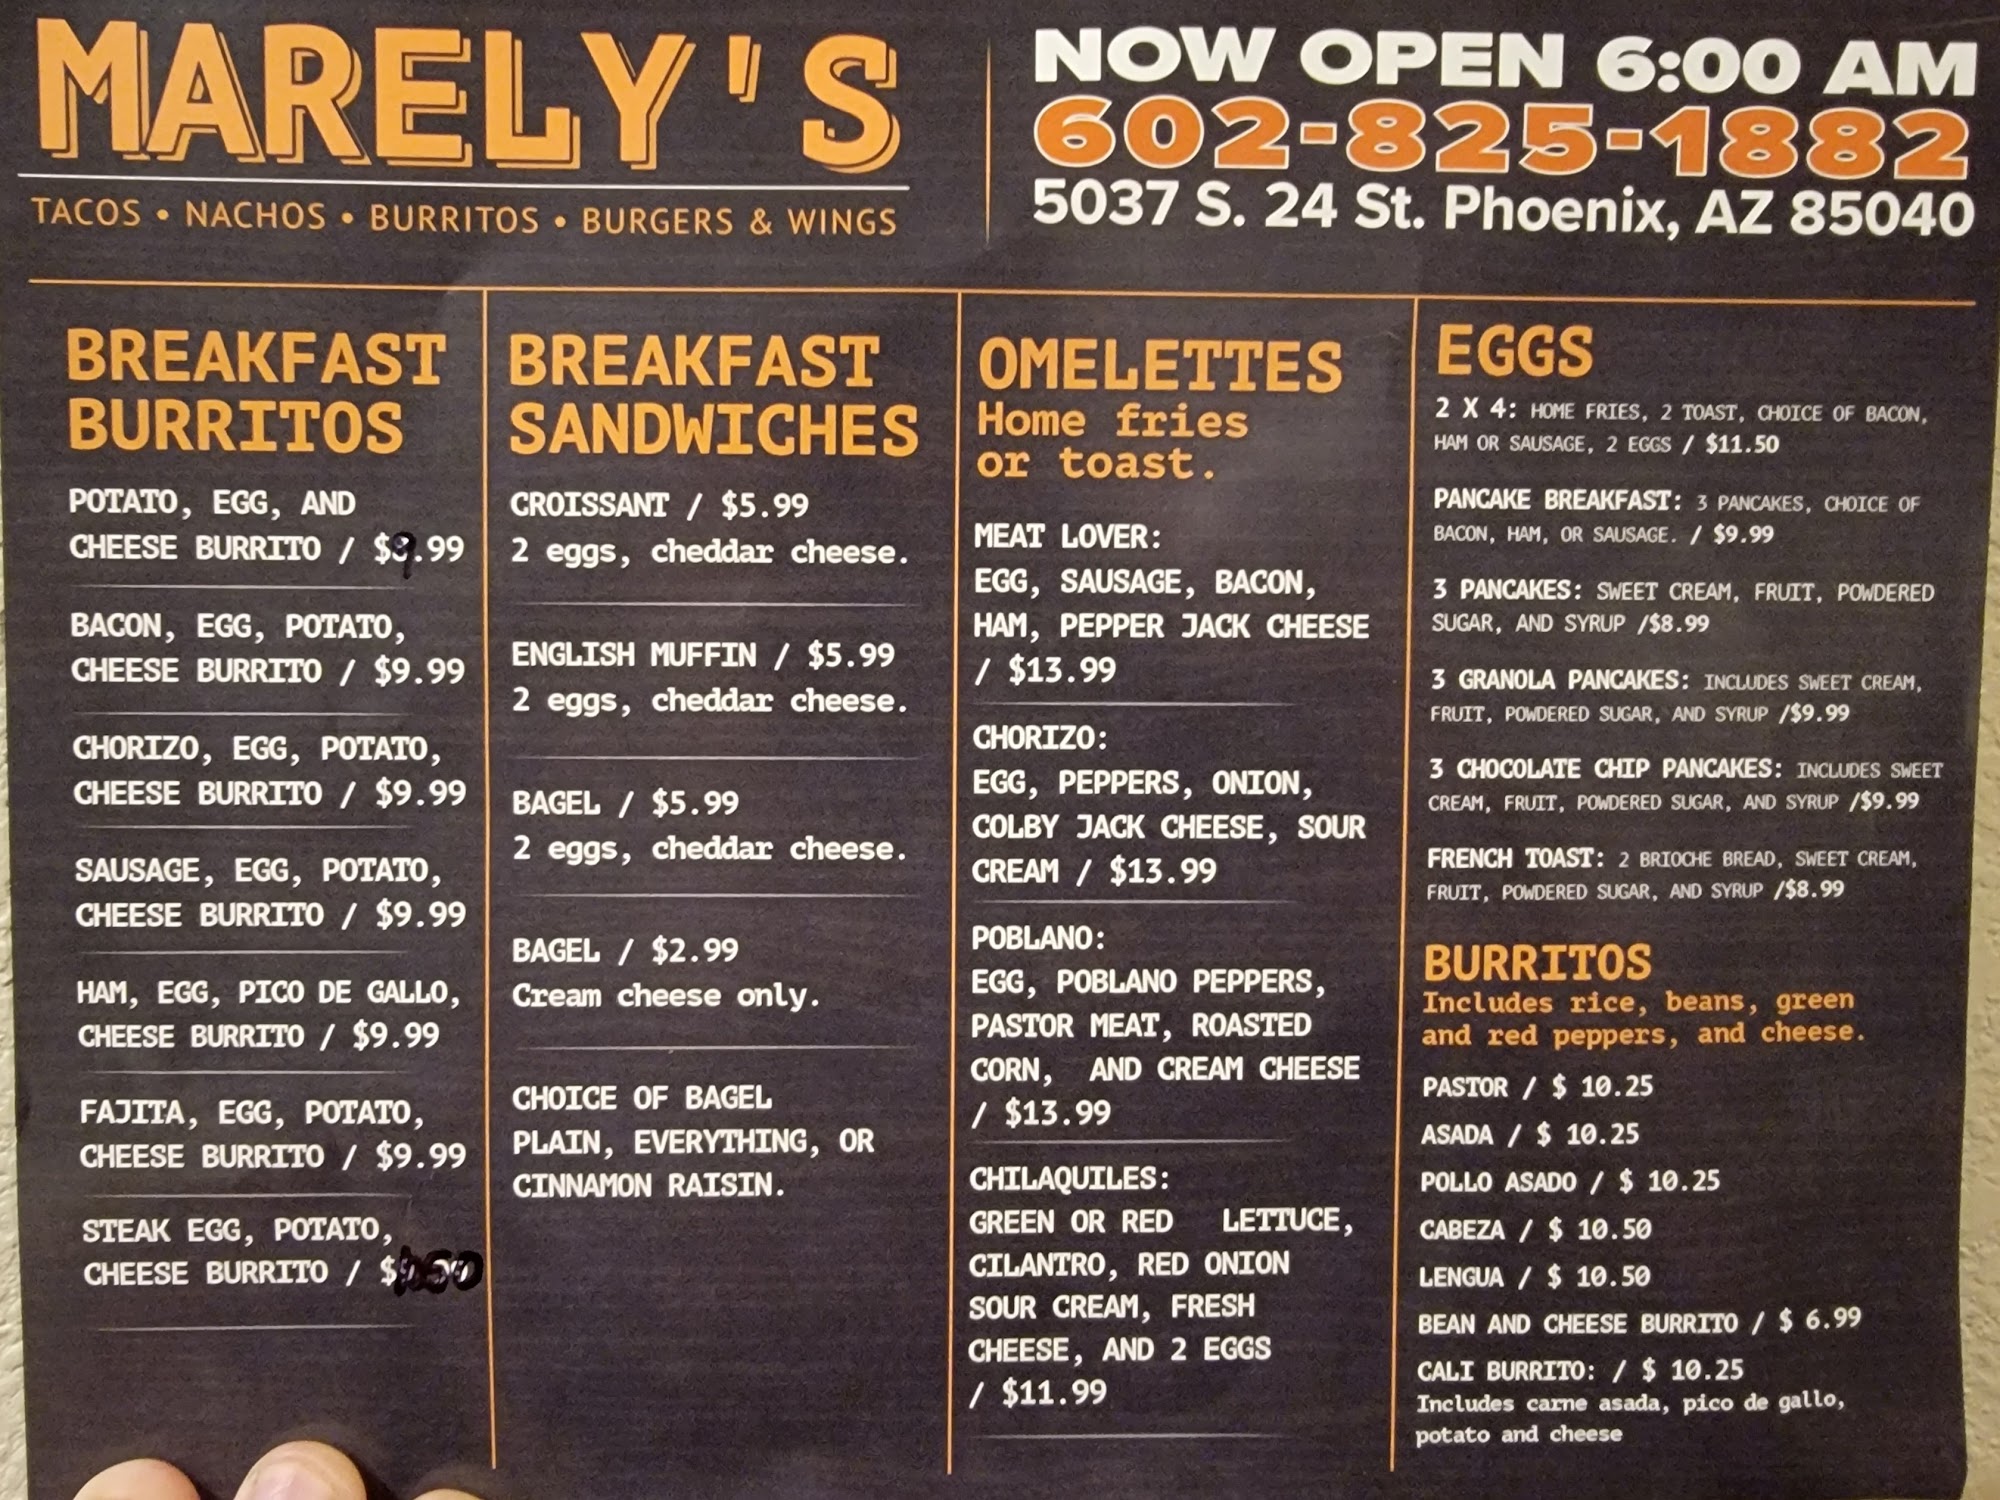 MARELY'S
TACOS • NACHOS • BURRITOS • BURGERS & WINGS
NOW OPEN 6:00 AM
602-825-1882
5037 S. 24 St. Phoenix, AZ 85040
BREAKFAST
BURRITOS
POTATO, EGG, AND
CHEESE BURRITO / $9.99
BACON, EGG, POTATO,
CHEESE BURRITO / $9.99
CHORIZO, EGG, POTATO,
CHEESE BURRITO / $9.99
SAUSAGE, EGG, POTATO,
CHEESE BURRITO / $9.99
HAM, EGG, PICO DE GALLO,
CHEESE BURRITO / $9.99
FAJITA, EGG, POTATO,
CHEESE BURRITO / $9.99
STEAK EGG, POTATO,
CHEESE BURRITO /
BREAKFAST
SANDWICHES
CROISSANT / $5.99
2 eggs, cheddar cheese.
ENGLISH MUFFIN / $5.99
2 eggs, cheddar cheese.
BAGEL / $5.99
2 eggs, cheddar cheese.
BAGEL / $2.99
Cream cheese only.
CHOICE OF BAGEL
PLAIN, EVERYTHING, OR
CINNAMON RAISIN.
OMELETTES
Home fries
or toast.
MEAT LOVER:
EGG, SAUSAGE, BACON,
HAM, PEPPER JACK CHEESE
/ $13.99
CHORIZO:
EGG, PEPPERS, ONION,
COLBY JACK CHEESE, SOUR
CREAM / $13.99
POBLANO:
EGG, POBLANO PEPPERS,
PASTOR MEAT, ROASTED
CORN, AND CREAM CHEESE
/ $13.99
CHILAQUILES:
GREEN OR RED LETTUCE,
CILANTRO, RED ONION
SOUR CREAM, FRESH
CHEESE, AND 2 EGGS
/ $11.99
EGGS
2 X 4: HOME FRIES, 2 TOAST, CHOICE OF BACON,
HAM OR SAUSAGE, 2 EGGS / $11.50
PANCAKE BREAKFAST: 3 PANCAKES, CHOICE OF
BACON, HAM, OR SAUSAGE. / $9.99
3 PANCAKES: SWEET CREAM, FRUIT, POWDERED
SUGAR, AND SYRUP /$8.99
3 GRANOLA PANCAKES: INCLUDES SWEET CREAM,
FRUIT, POWDERED SUGAR, AND SYRUP /$9.99
3 CHOCOLATE CHIP PANCAKES: INCLUDES SWEET
CREAM, FRUIT, POWDERED SUGAR, AND SYRUP /$9.99
FRENCH TOAST: 2 BRIOCHE BREAD, SWEET CREAM,
FRUIT, POWDERED SUGAR, AND SYRUP /$8.99
BURRITOS
Includes rice, beans, green
and red peppers, and cheese.
PASTOR / $ 10.25
ASADA / $ 10.25
POLLO ASADO / $ 10.25
CABEZA / $ 10.50
LENGUA / $ 10.50
BEAN AND CHEESE BURRITO / $ 6.99
CALI BURRITO: / $ 10.25
Includes carne asada, pico de gallo,
potato and cheese